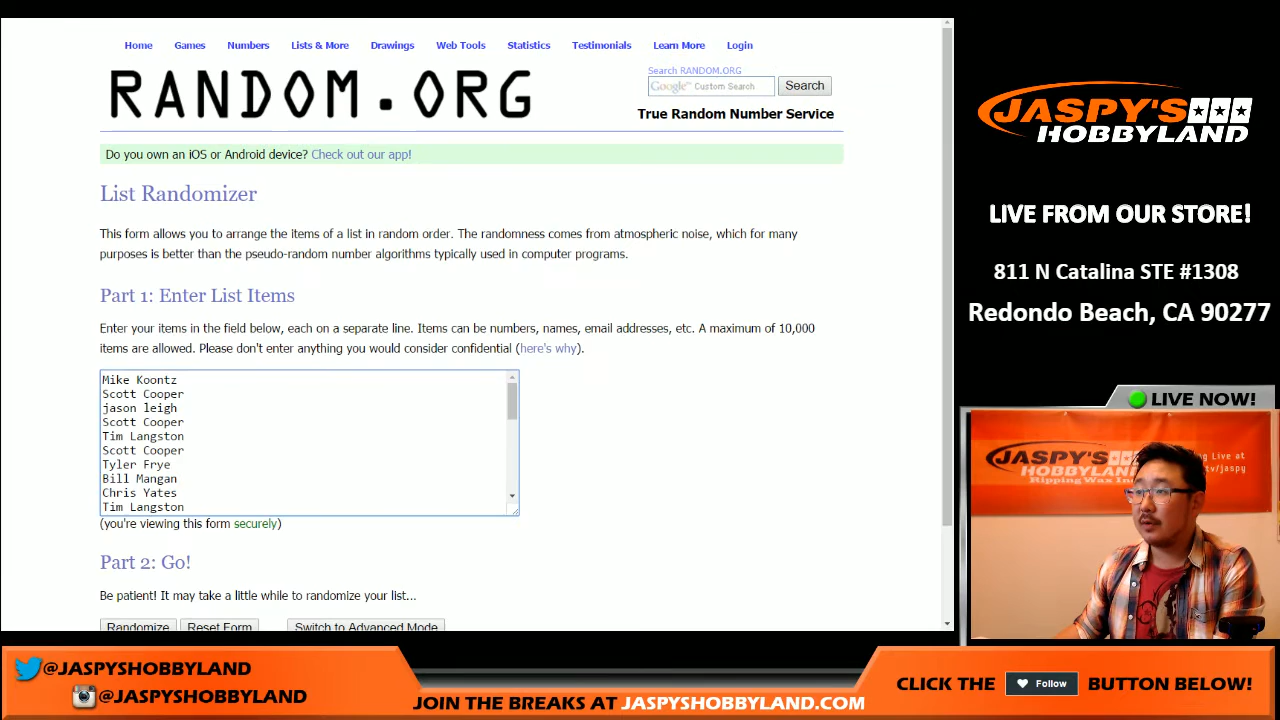 Home Games Numbers Lists & More Drawings Web Tools Statistics Testimonials Learn More Login
RANDOM.ORG
Search RANDOM.ORG
Google™ Custom Search
Search
True Random Number Service
Do you own an iOS or Android device? Check out our app!
List Randomizer
This form allows you to arrange the items of a list in random order. The randomness comes from atmospheric noise, which for many
purposes is better than the pseudo-random number algorithms typically used in computer programs.
Part 1: Enter List Items
Enter your items in the field below, each on a separate line. Items can be numbers, names, email addresses, etc. A maximum of 10,000
items are allowed. Please don't enter anything you would consider confidential (here's why).
Mike Koontz
Scott Cooper
jason leigh
Scott Cooper
Tim Langston
Scott Cooper
Tyler Frye
Bill Mangan
Chris Yates
Tim Langston
(you're viewing this form securely)
Part 2: Go!
Be patient! It may take a little while to randomize your list...
Randomize Reset Form Switch to Advanced Mode
JASPY'S
HOBBYLAND
LIVE FROM OUR STORE!
811 N Catalina STE #1308
Redondo Beach, CA 90277
LIVE NOW!
JASPY'S
HOBBYLAND
Ripping Wax
Live at
tv/jaspy
@JASPYSHOBBYLAND
@JASPYSHOBBYLAND
JOIN THE BREAKS AT JASPYSHOBBYLAND.COM
CLICK THE Follow BUTTON BELOW!